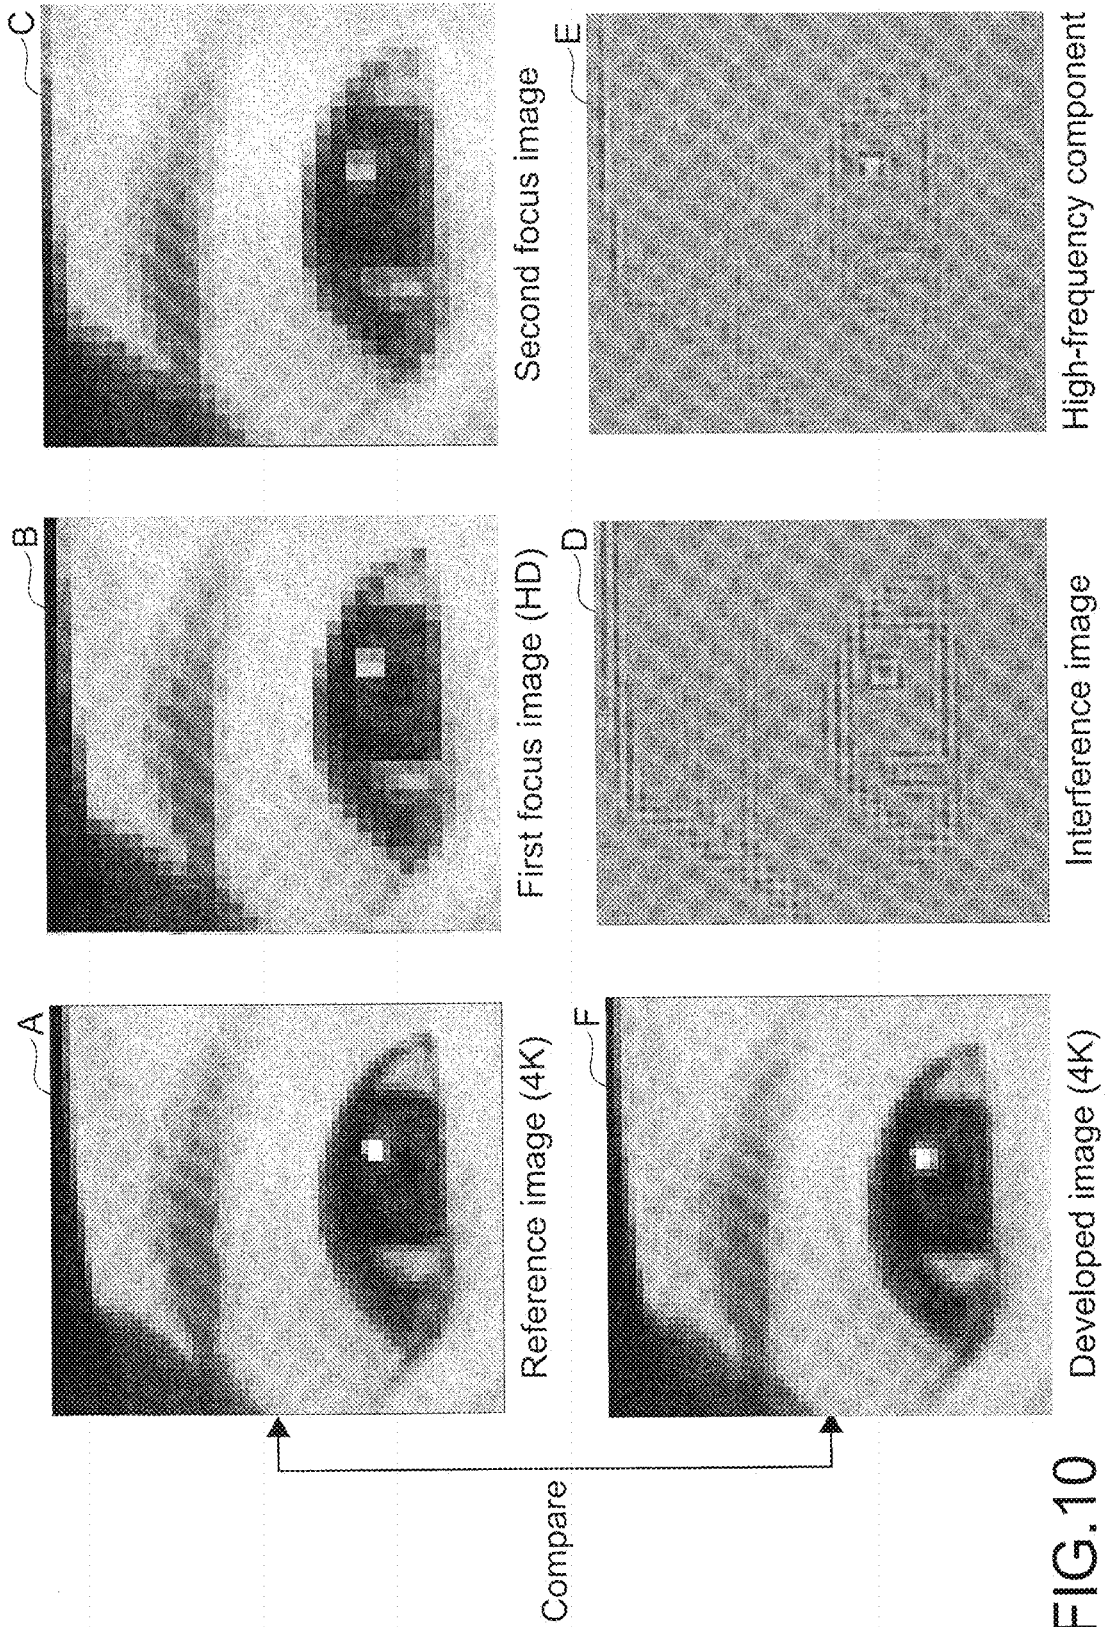 A
B
C
Reference image (4K)
First focus image (HD)
Second focus image
Compare
F
D
E
Developed image (4K)
Interference image
High-frequency component
FIG.10